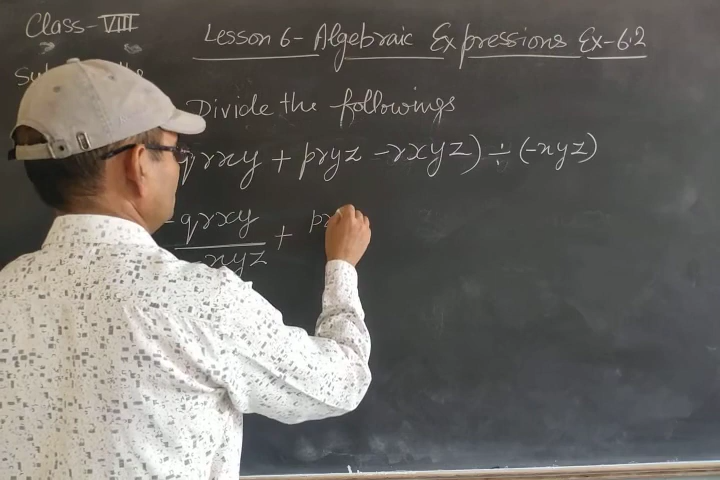 Class-VIII Lesson 6- Algebraic Expressions Ex-6.2
Divide the followings
qrxy + pryz -rxyz) ÷ (-xyz)
qrxy +
xyz